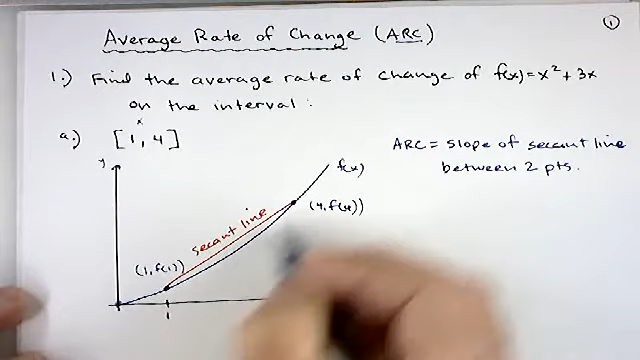 Average Rate of Change (ARC)
1
1.) Find the average rate of change of f(x) = x² + 3x
on the interval :
x
a.) [1, 4]
ARC = slope of secant line
between 2 pts.
y
f(x)
(4, f(4))
secant line
(1, f(1))
1